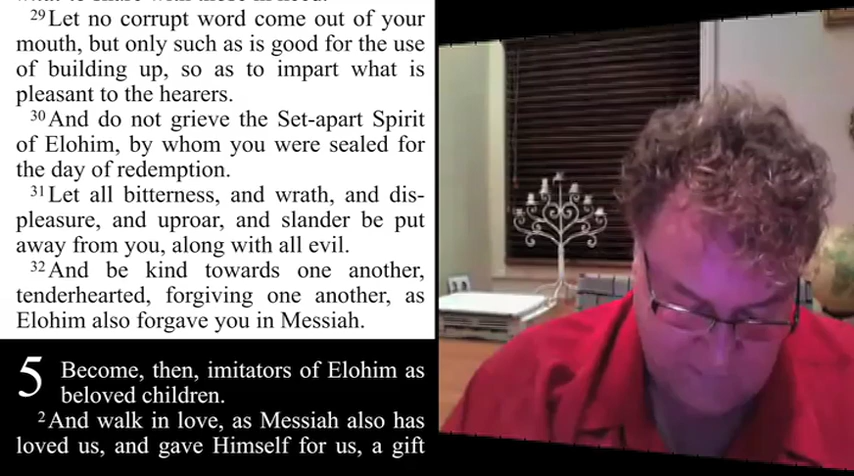 29Let no corrupt word come out of your
mouth, but only such as is good for the use
of building up, so as to impart what is
pleasant to the hearers.
30And do not grieve the Set-apart Spirit
of Elohim, by whom you were sealed for
the day of redemption.
31Let all bitterness, and wrath, and dis-
pleasure, and uproar, and slander be put
away from you, along with all evil.
32And be kind towards one another,
tenderhearted, forgiving one another, as
Elohim also forgave you in Messiah.
5 Become, then, imitators of Elohim as
beloved children.
2And walk in love, as Messiah also has
loved us, and gave Himself for us, a gift